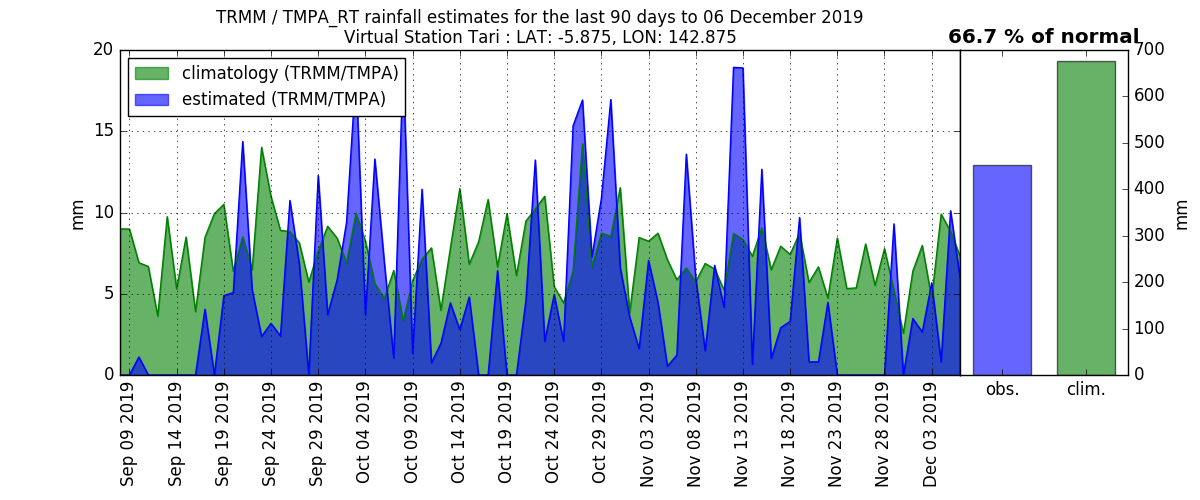 TRMM / TMPA_RT rainfall estimates for the last 90 days to 06 December 2019
Virtual Station Tari : LAT: -5.875, LON: 142.875
66.7 % of normal
climatology (TRMM/TMPA)
estimated (TRMM/TMPA)
20
15
10
5
0
mm
700
600
500
400
300
200
100
0
mm
Sep 09 2019
Sep 14 2019
Sep 19 2019
Sep 24 2019
Sep 29 2019
Oct 04 2019
Oct 09 2019
Oct 14 2019
Oct 19 2019
Oct 24 2019
Oct 29 2019
Nov 03 2019
Nov 08 2019
Nov 13 2019
Nov 18 2019
Nov 23 2019
Nov 28 2019
Dec 03 2019
obs.
clim.